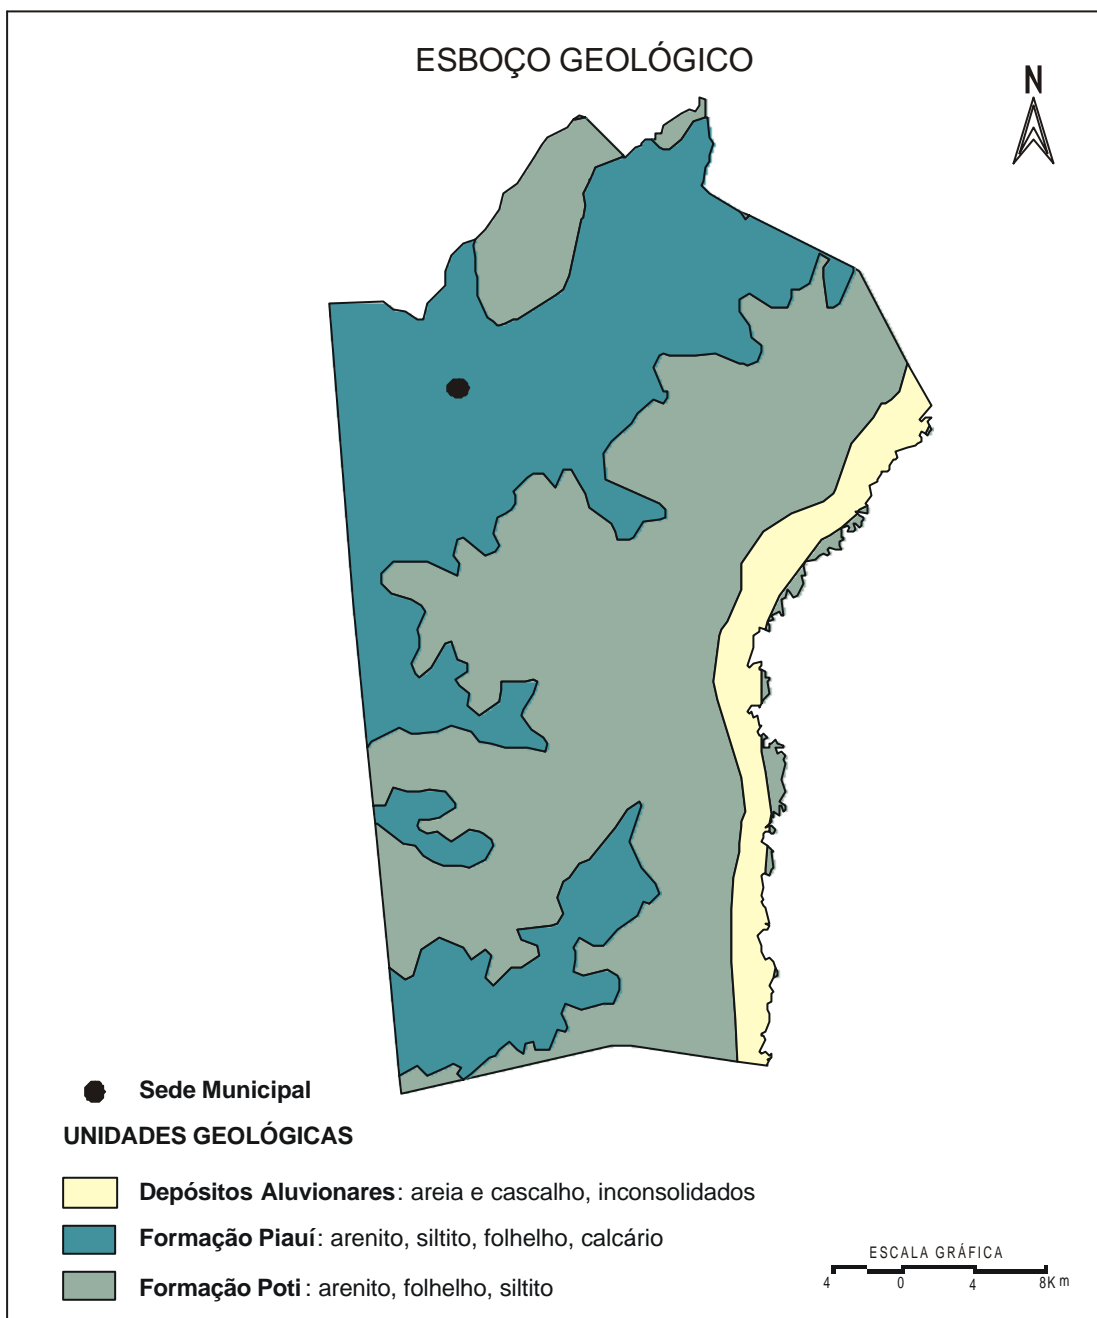 ESBOÇO GEOLÓGICO
N
Sede Municipal
UNIDADES GEOLÓGICAS
Depósitos Aluvionares: areia e cascalho, inconsolidados
Formação Piauí: arenito, siltito, folhelho, calcário
Formação Poti: arenito, folhelho, siltito
ESCALA GRÁFICA
4 0 4 8Km